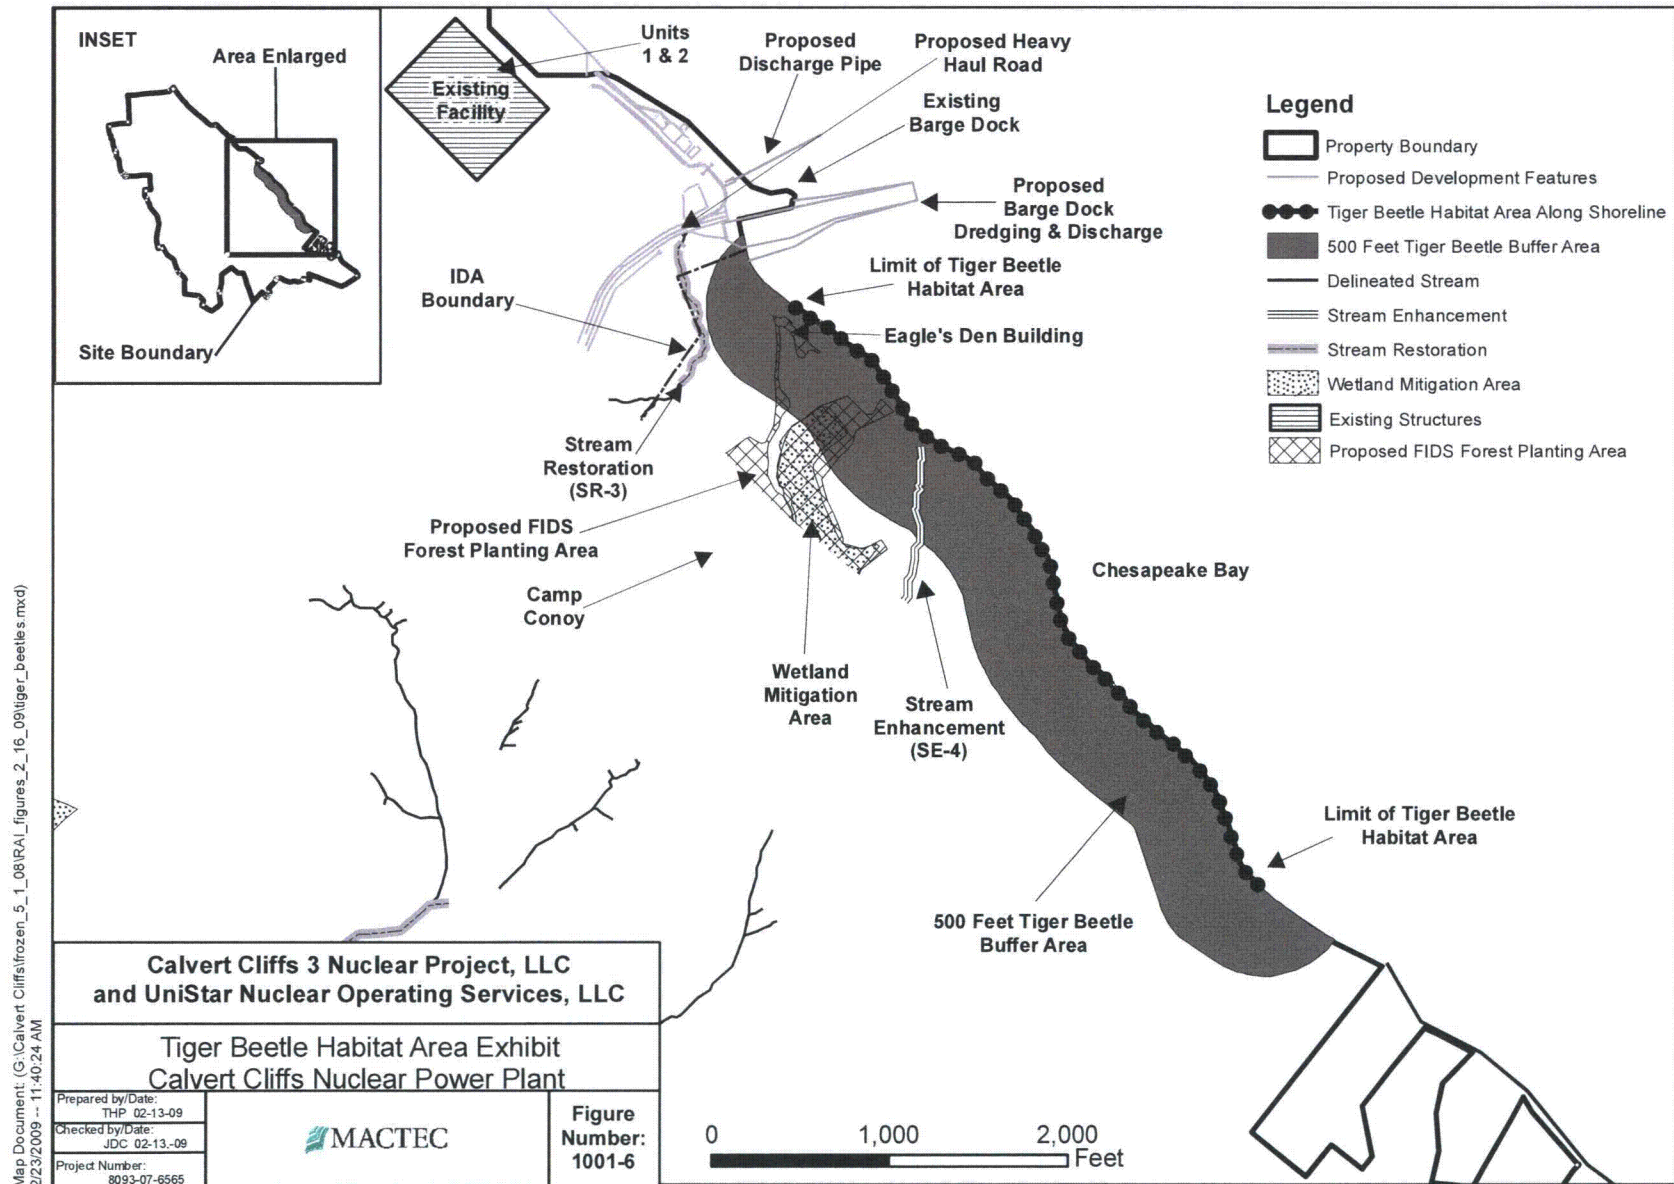 INSET
Area Enlarged
Site Boundary
Units
1 & 2
Existing
Facility
Proposed
Discharge Pipe
Proposed Heavy
Haul Road
Existing
Barge Dock
Proposed
Barge Dock
Dredging & Discharge
Limit of Tiger Beetle
Habitat Area
Eagle's Den Building
IDA
Boundary
Stream
Restoration
(SR-3)
Proposed FIDS
Forest Planting Area
Camp
Conoy
Wetland
Mitigation
Area
Stream
Enhancement
(SE-4)
Chesapeake Bay
500 Feet Tiger Beetle
Buffer Area
Limit of Tiger Beetle
Habitat Area
Legend
Property Boundary
Proposed Development Features
Tiger Beetle Habitat Area Along Shoreline
500 Feet Tiger Beetle Buffer Area
Delineated Stream
Stream Enhancement
Stream Restoration
Wetland Mitigation Area
Existing Structures
Proposed FIDS Forest Planting Area
Map Document: (G:\Calvert Cliffs\frozen_5_1_08\RAI_figures_2_16_09\tiger_beetles.mxd)
2/23/2009 -- 11:40:24 AM
Calvert Cliffs 3 Nuclear Project, LLC
and UniStar Nuclear Operating Services, LLC
Tiger Beetle Habitat Area Exhibit
Calvert Cliffs Nuclear Power Plant
Prepared by/Date:
THP 02-13-09
Checked by/Date:
JDC 02-13.-09
Project Number:
8093-07-6565
MACTEC
Figure
Number:
1001-6
0 1,000 2,000
Feet